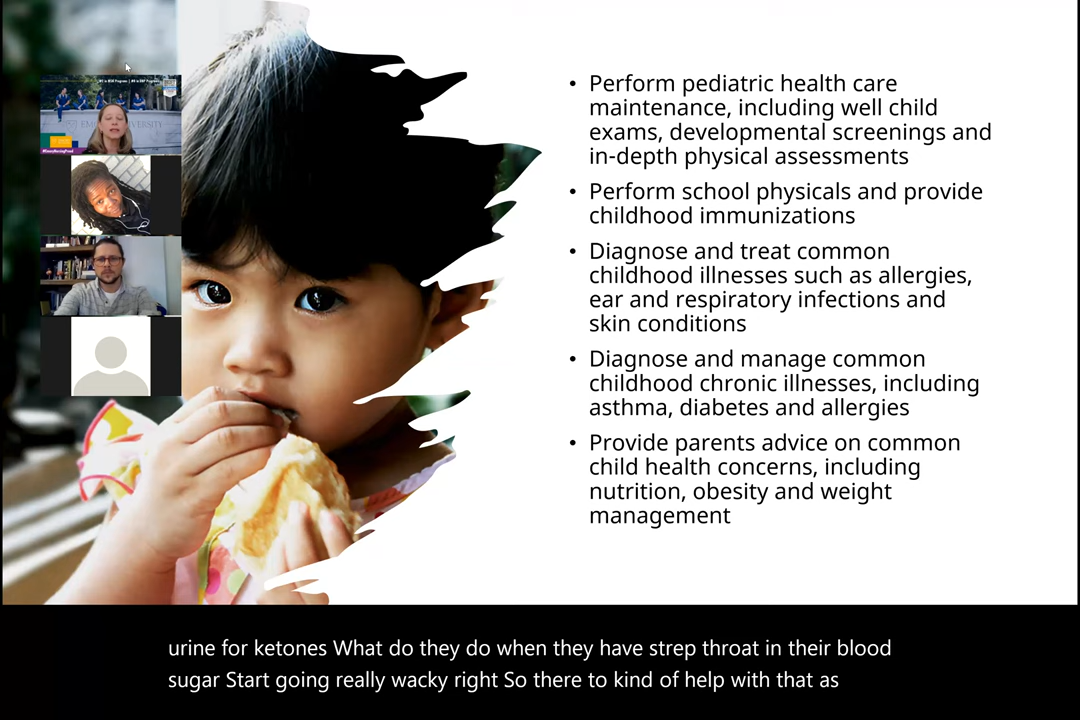 EMORY UNIVERSITY
• Perform pediatric health care
maintenance, including well child
exams, developmental screenings and
in-depth physical assessments
• Perform school physicals and provide
childhood immunizations
• Diagnose and treat common
childhood illnesses such as allergies,
ear and respiratory infections and
skin conditions
• Diagnose and manage common
childhood chronic illnesses, including
asthma, diabetes and allergies
• Provide parents advice on common
child health concerns, including
nutrition, obesity and weight
management
urine for ketones What do they do when they have strep throat in their blood
sugar Start going really wacky right So there to kind of help with that as